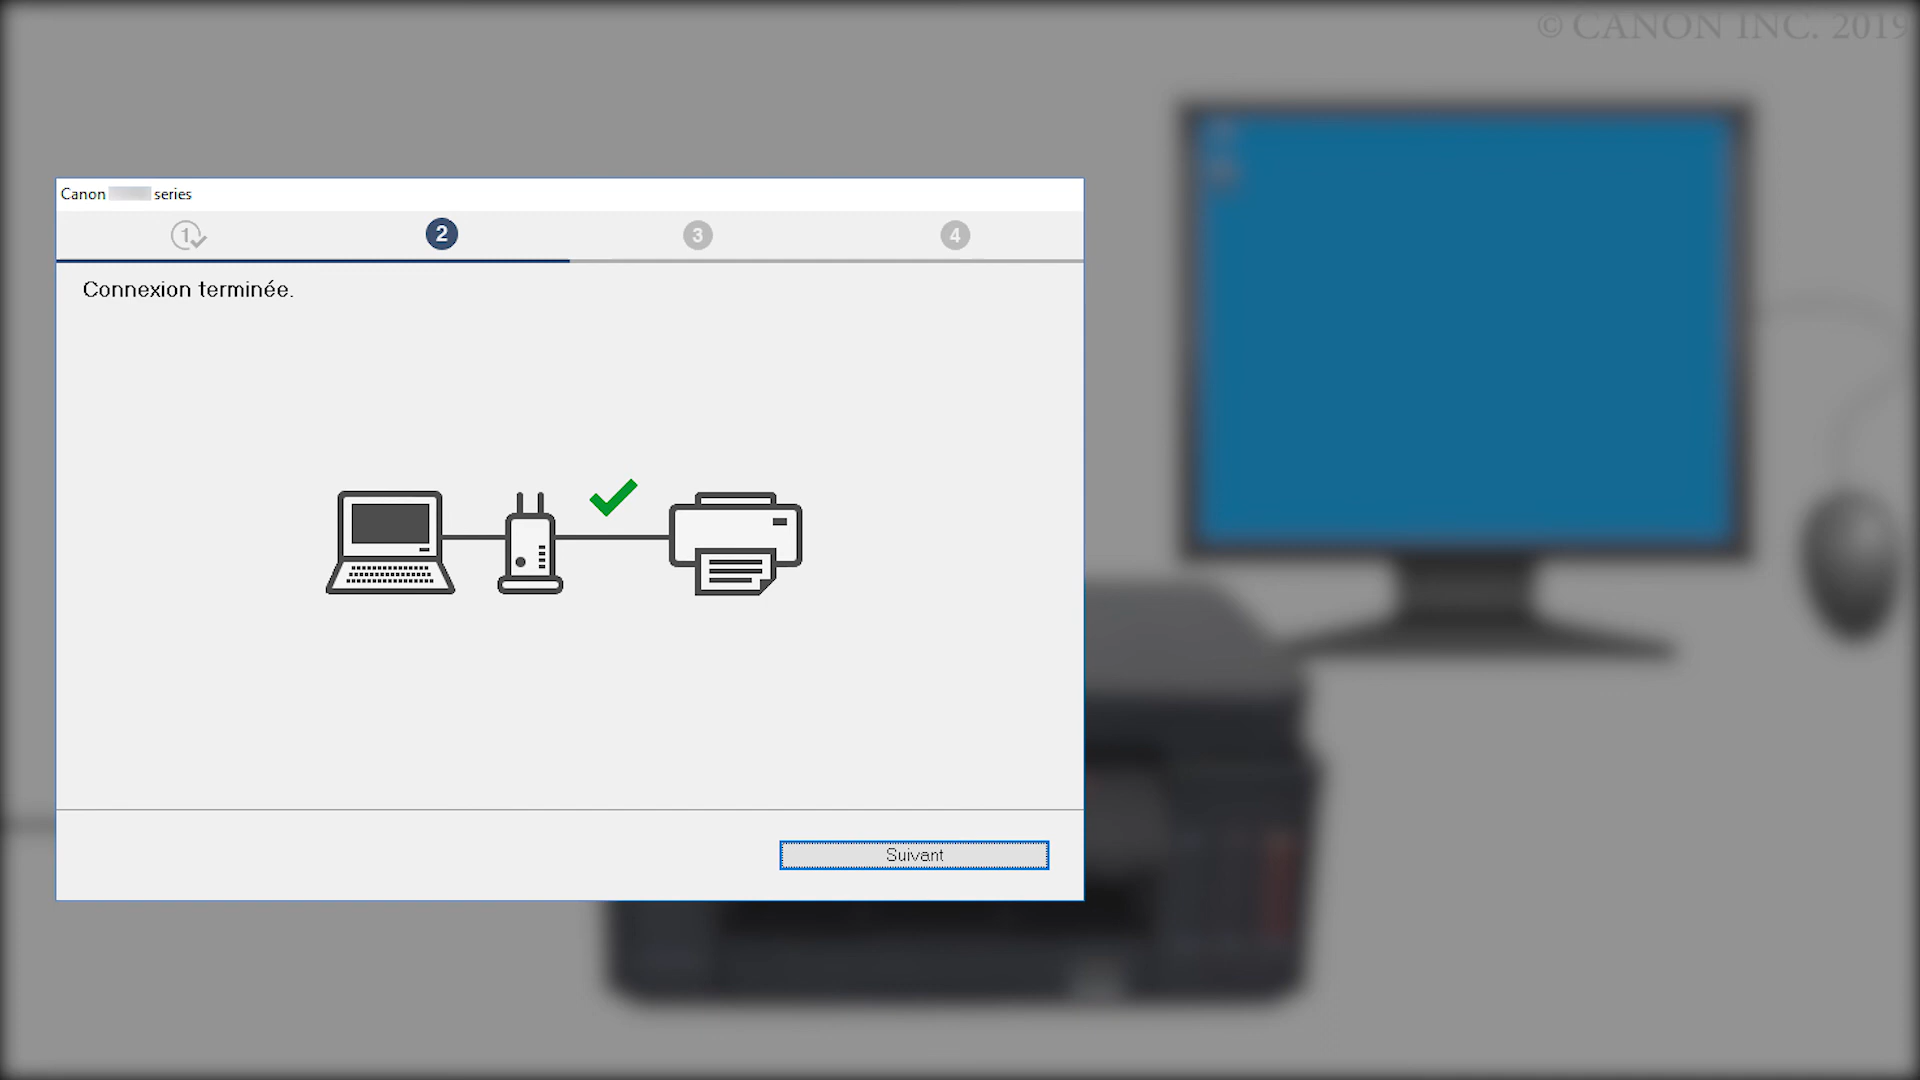 © CANON INC. 2019
Canon series
1 2 3 4
Connexion terminée.
Suivant